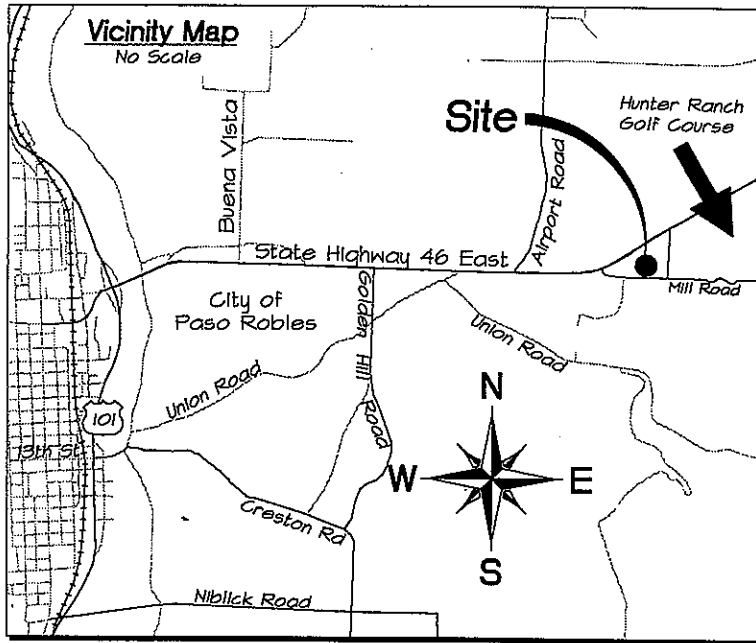 Vicinity Map
No Scale
Buena Vista
Site
Hunter Ranch
Golf Course
Airport Road
State Highway 46 East
Mill Road
City of
Paso Robles
Golden Hill Road
Union Road
Union Road
101
13th St.
N
W
E
S
Creston Rd
Niblick Road